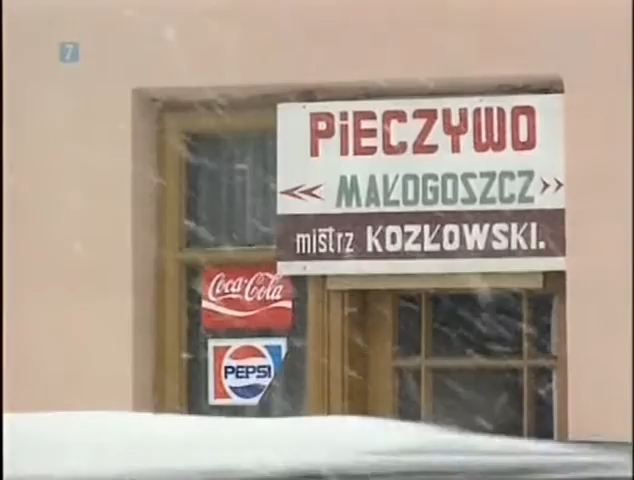 7
PiECZYWO
<< MAŁOGOSZCZ >>
mistrz KOZŁOWSKI.
Coca-Cola
PEPSI